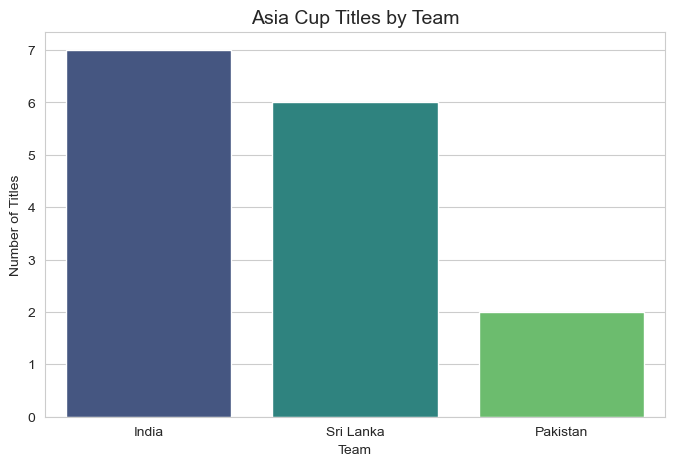 Asia Cup Titles by Team
Number of Titles
7
6
5
4
3
2
1
0
India
Sri Lanka
Pakistan
Team